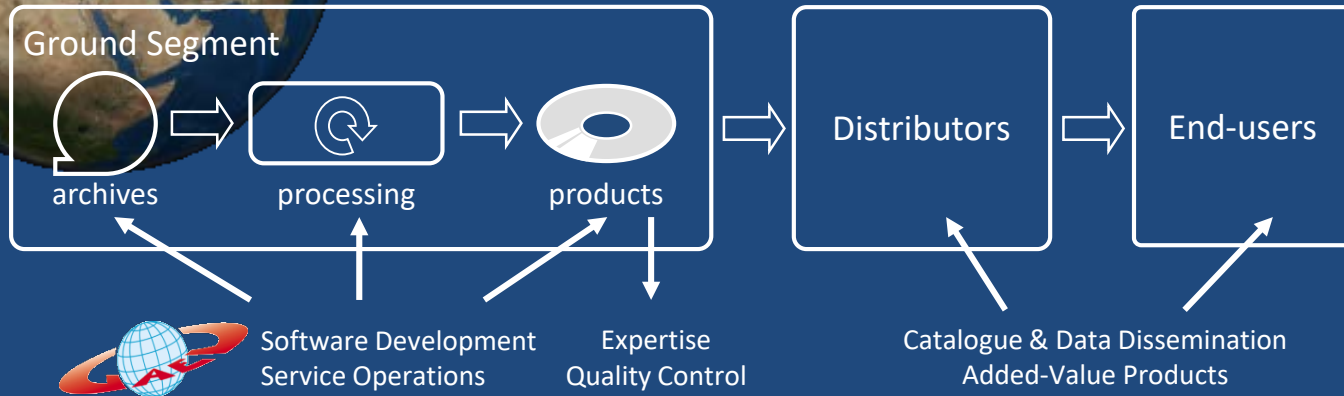 Ground Segment
archives
processing
products
Distributors
End-users
GAEL
Software Development
Service Operations
Expertise
Quality Control
Catalogue & Data Dissemination
Added-Value Products